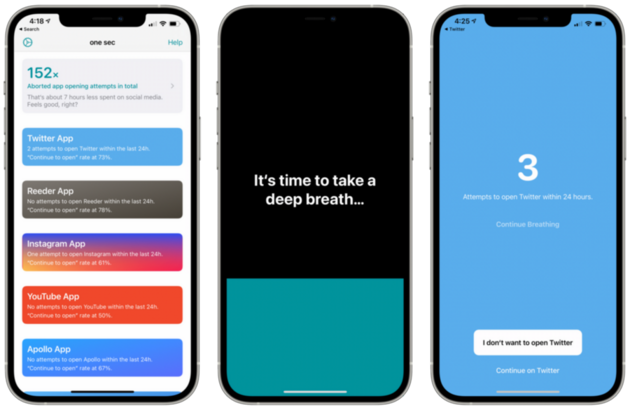 4:18
Search
one sec
Help
152x
Aborted app opening attempts in total
That's about 7 hours less spent on social media.
Feels good, right?
Twitter App
2 attempts to open Twitter within the last 24h.
"Continue to open" rate at 73%.
Reeder App
No attempts to open Reeder within the last 24h.
"Continue to open" rate at 78%.
Instagram App
One attempt to open Instagram within the last 24h.
"Continue to open" rate at 61%.
YouTube App
No attempts to open YouTube within the last 24h.
"Continue to open" rate at 50%.
Apollo App
No attempts to open Apollo within the last 24h.
"Continue to open" rate at 67%.
It's time to take a
deep breath...
4:25
Twitter
3
Attempts to open Twitter within 24 hours.
Continue Breathing
I don't want to open Twitter
Continue on Twitter